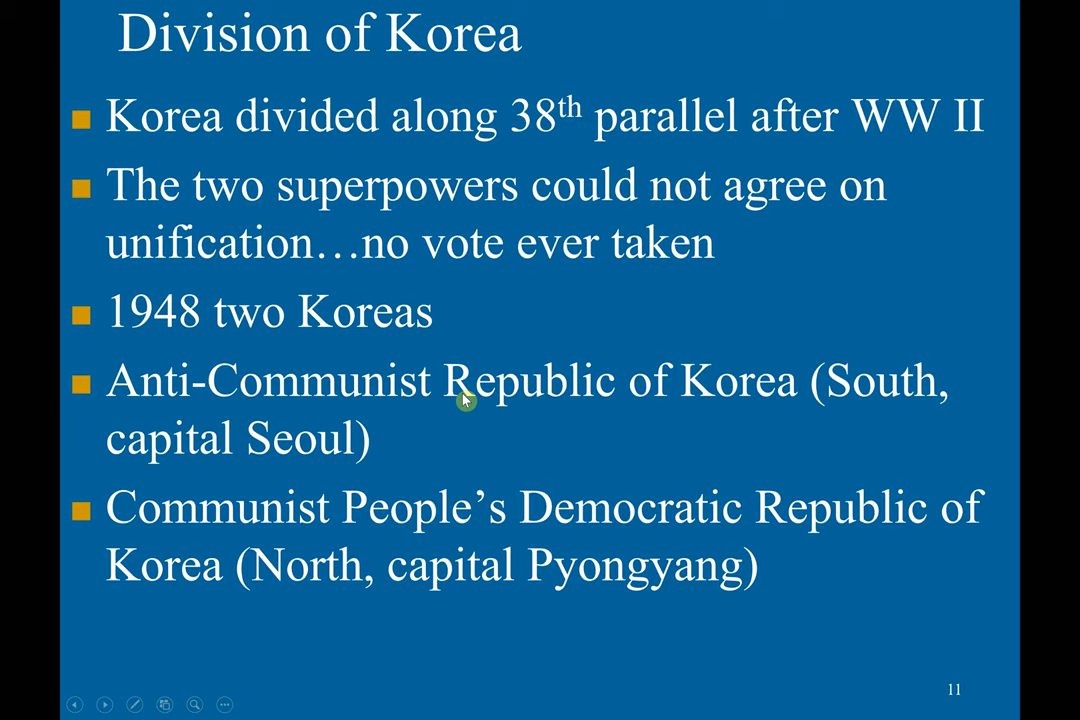 Division of Korea
Korea divided along 38th parallel after WW II
The two superpowers could not agree on
unification…no vote ever taken
1948 two Koreas
Anti-Communist Republic of Korea (South,
capital Seoul)
Communist People’s Democratic Republic of
Korea (North, capital Pyongyang)
11